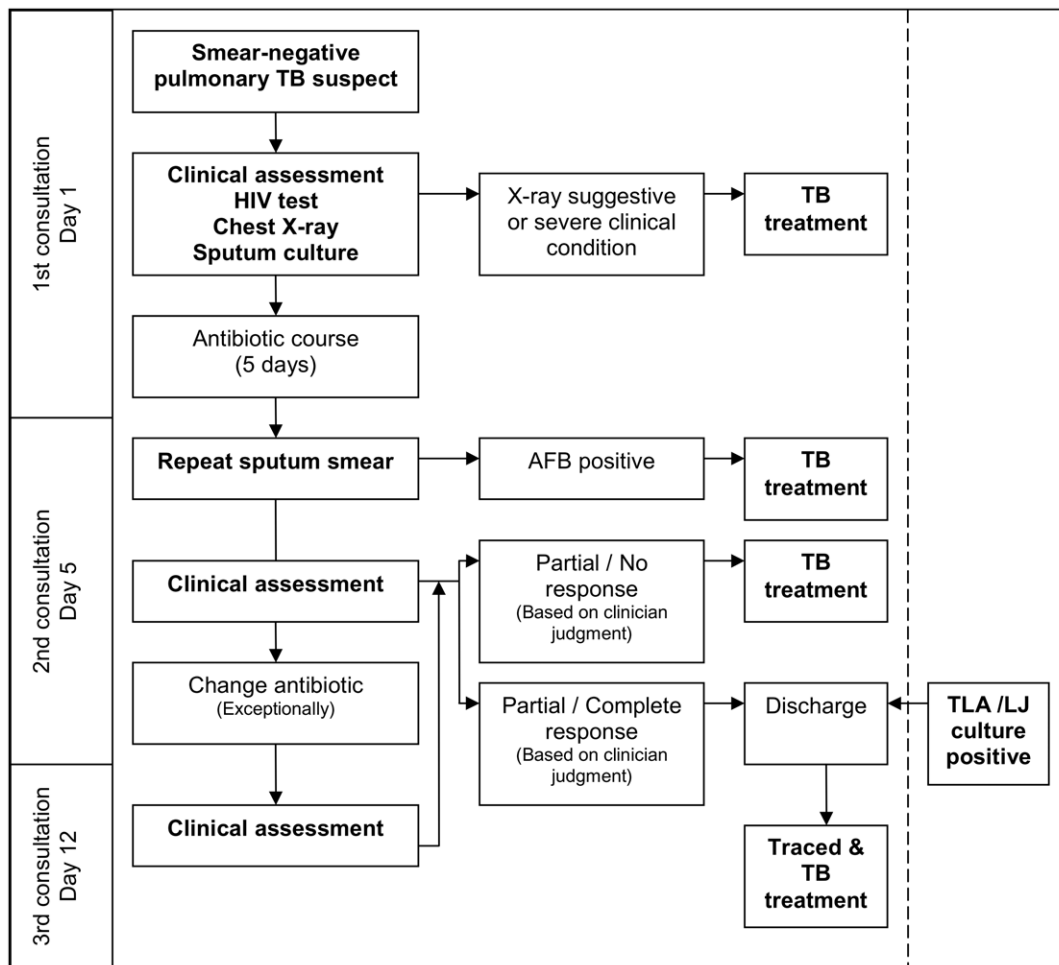 1st consultation
Day 1
Smear-negative
pulmonary TB suspect
Clinical assessment
HIV test
Chest X-ray
Sputum culture
X-ray suggestive
or severe clinical
condition
TB
treatment
Antibiotic course
(5 days)
2nd consultation
Day 5
Repeat sputum smear
AFB positive
TB
treatment
Clinical assessment
Partial / No
response
(Based on clinician
judgment)
TB
treatment
Change antibiotic
(Exceptionally)
Partial / Complete
response
(Based on clinician
judgment)
Discharge
TLA /LJ
culture
positive
3rd consultation
Day 12
Clinical assessment
Traced &
TB
treatment